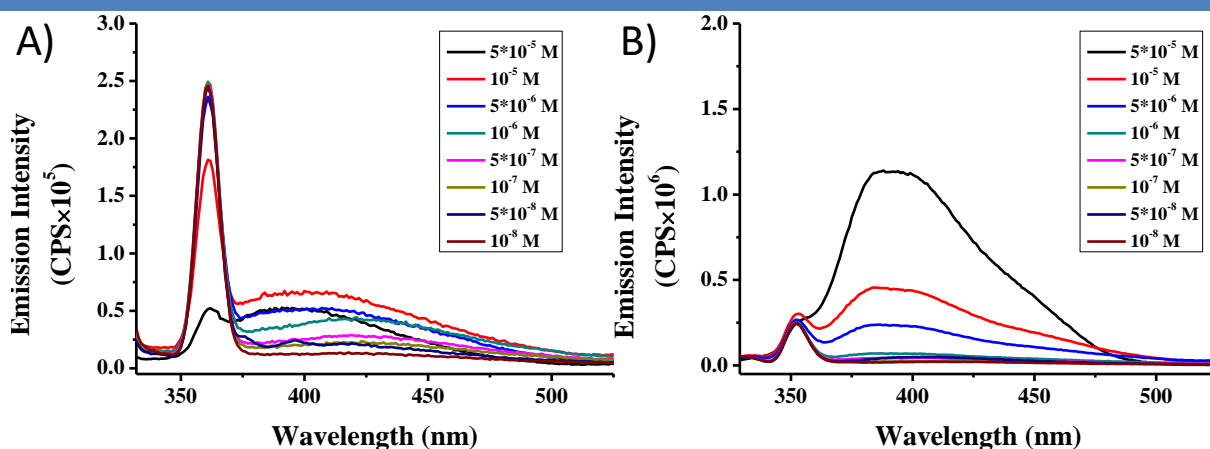 A)
3.0
2.5
2.0
1.5
1.0
0.5
0.0
Emission Intensity
(CPS×10⁵)
350
400
450
500
Wavelength (nm)
5*10⁻⁵ M
10⁻⁵ M
5*10⁻⁶ M
10⁻⁶ M
5*10⁻⁷ M
10⁻⁷ M
5*10⁻⁸ M
10⁻⁸ M
B)
2.0
1.5
1.0
0.5
0.0
Emission Intensity
(CPS×10⁶)
350
400
450
500
Wavelength (nm)
5*10⁻⁵ M
10⁻⁵ M
5*10⁻⁶ M
10⁻⁶ M
5*10⁻⁷ M
10⁻⁷ M
5*10⁻⁸ M
10⁻⁸ M